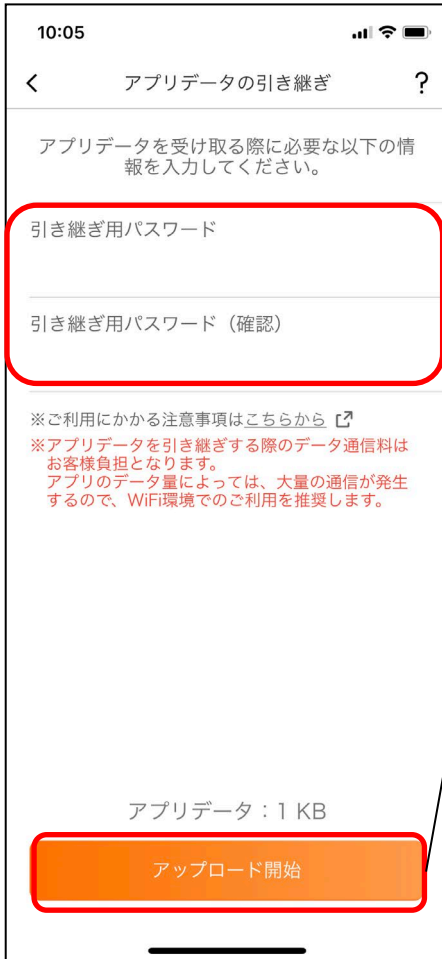 10:05
アプリデータの引き継ぎ ?
アプリデータを受け取る際に必要な以下の情
報を入力してください。
引き継ぎ用パスワード
引き継ぎ用パスワード（確認）
※ご利用にかかる注意事項はこちらから
※アプリデータを引き継ぎする際のデータ通信料は
お客様負担となります。
アプリのデータ量によっては、大量の通信が発生
するので、WiFi環境でのご利用を推奨します。
アプリデータ：1 KB
アップロード開始